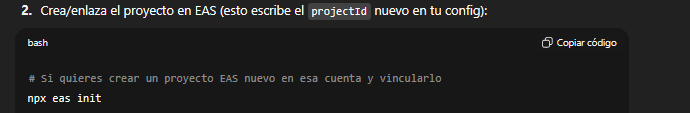 2. Crea/enlaza el proyecto en EAS (esto escribe el projectId nuevo en tu config):
bash
Copiar código
# Si quieres crear un proyecto EAS nuevo en esa cuenta y vincularlo
npx eas init